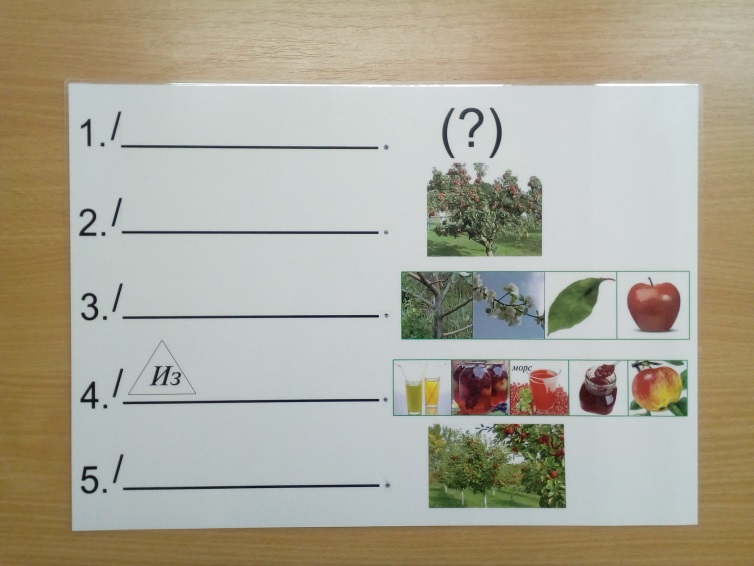 1./ . (?)
2./ .
3./ .
морс
4./ Из .
5./ .